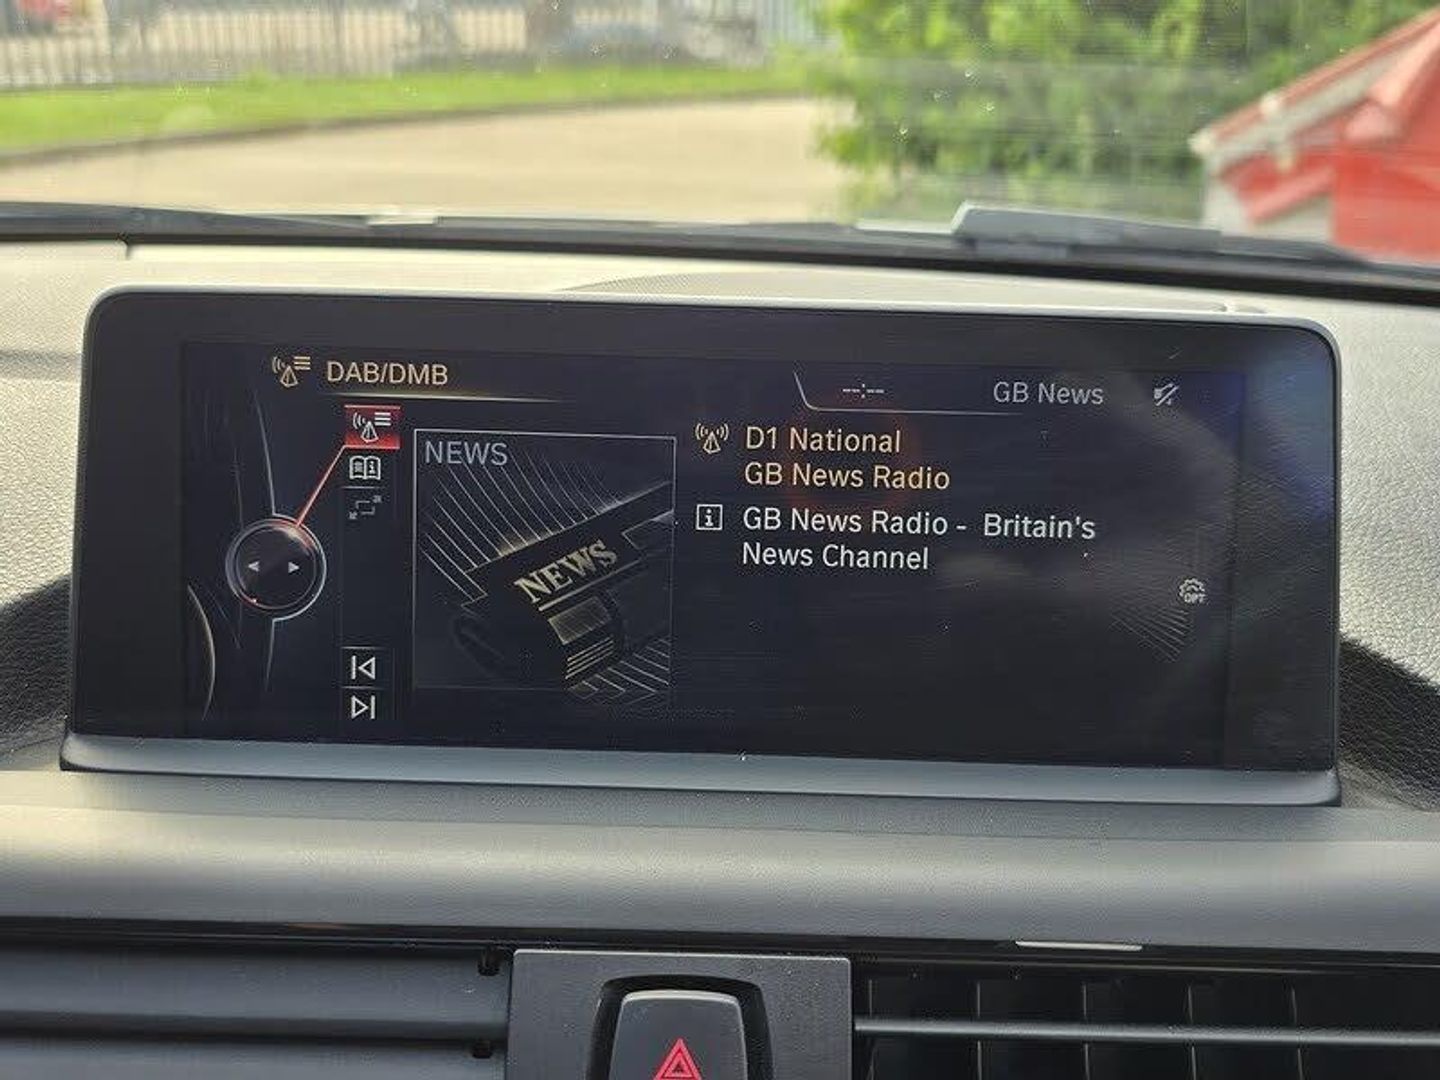 DAB/DMB
--:--
GB News
NEWS
NEWS
D1 National
GB News Radio
GB News Radio - Britain's
News Channel
OPT